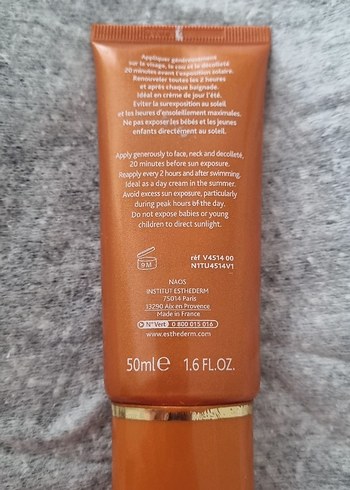 Appliquer généreusement
sur le visage, le cou et le décolleté
20 minutes avant l'exposition solaire.
Renouveler toutes les 2 heures
et après chaque baignade.
Idéal en crème de jour l'été.
Eviter la surexposition au soleil
et les heures d'ensoleillement maximales.
Ne pas exposer les bébés et les jeunes
enfants directement au soleil.
Apply generously to face, neck and décolleté,
20 minutes before sun exposure.
Reapply every 2 hours and after swimming.
Ideal as a day cream in the summer.
Avoid excess sun exposure, particularly
during peak hours of the day.
Do not expose babies or young
children to direct sunlight.
9M
réf V4514 00
N1TU4514V1
NAOS
INSTITUT ESTHEDERM
75014 Paris
13290 Aix en Provence
Made in France
N° Vert 0 800 015 016
www.esthederm.com
50ml e 1.6 FL.OZ.